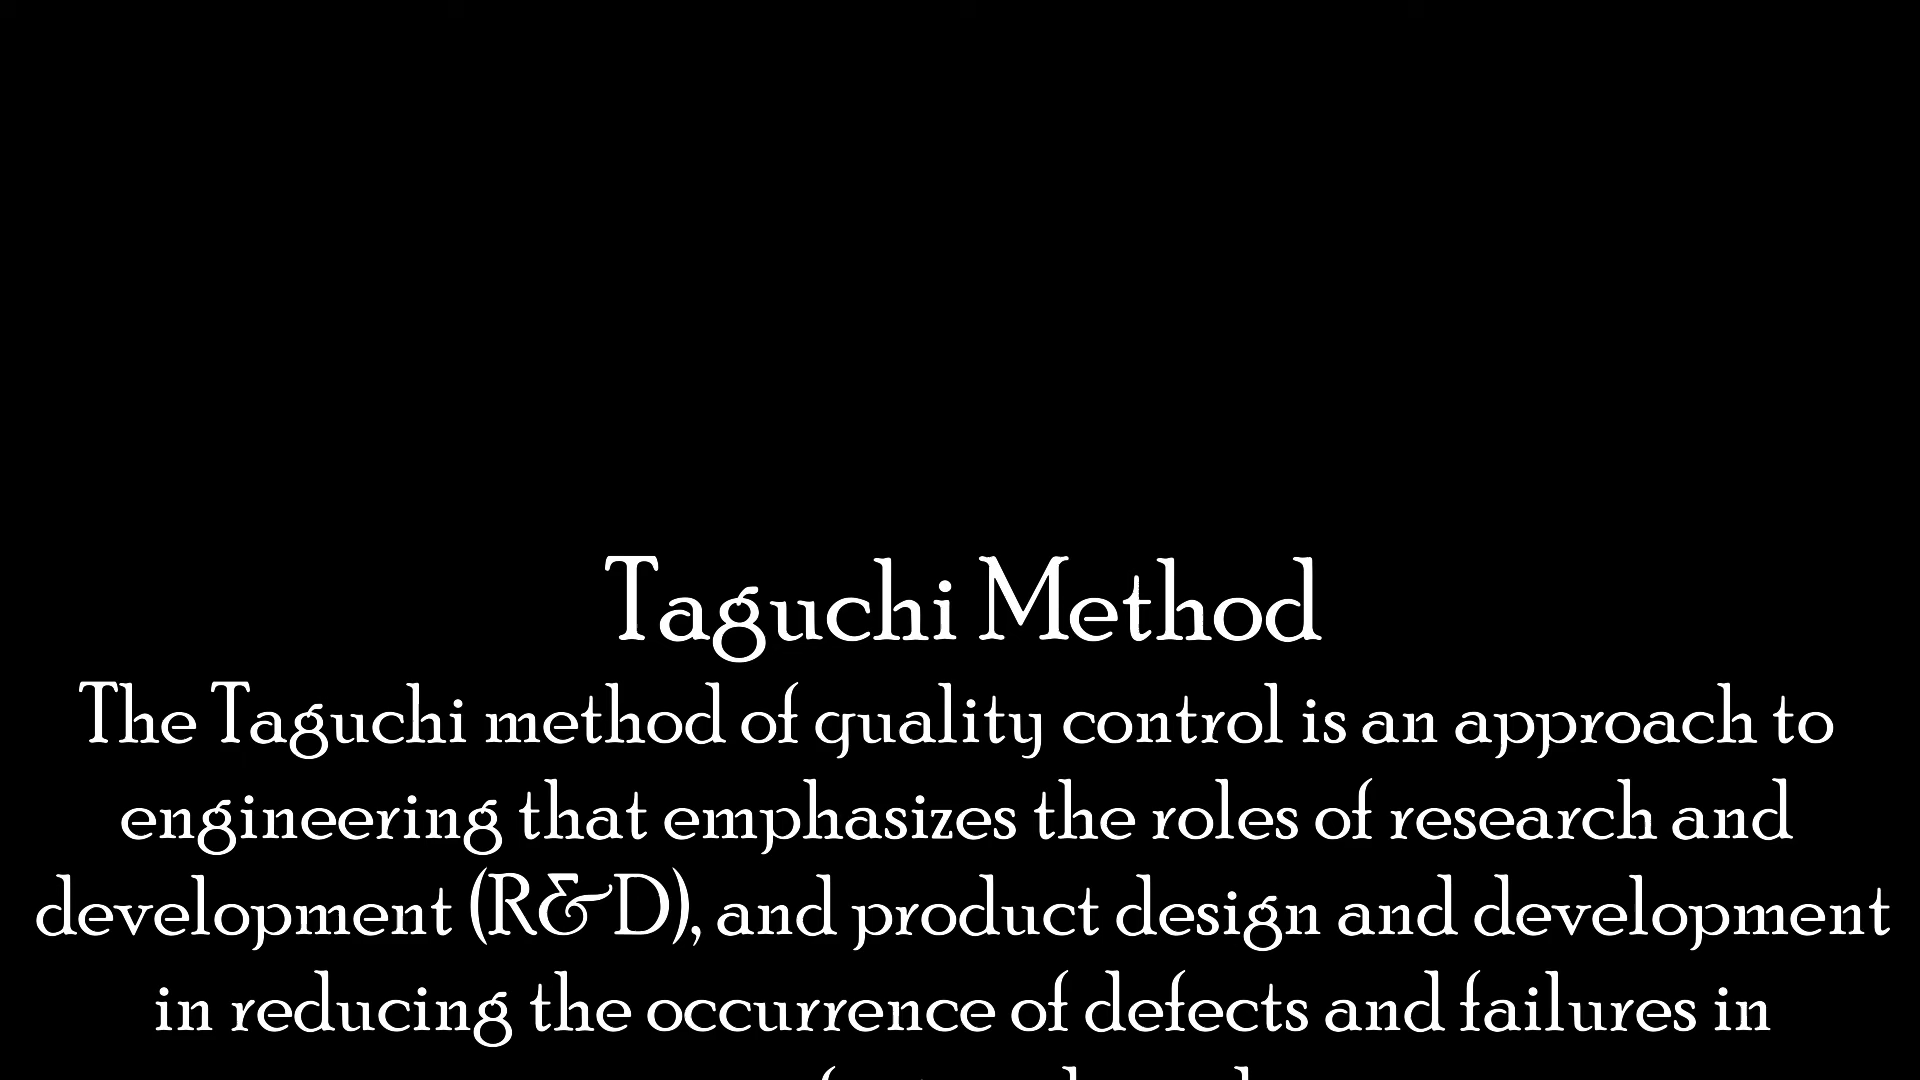 Taguchi Method
The Taguchi method of quality control is an approach to
engineering that emphasizes the roles of research and
development (R&D), and product design and development
in reducing the occurrence of defects and failures in